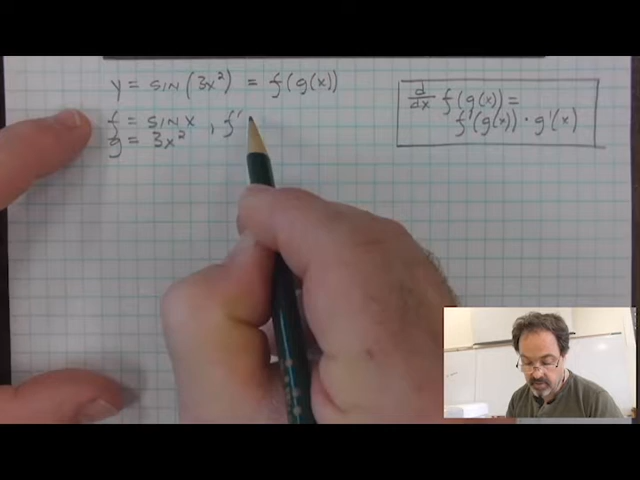 y = sin(3x²) = f(g(x))
f = sin x , f'
g = 3x²
d/dx f(g(x)) =
f'(g(x)) · g'(x)